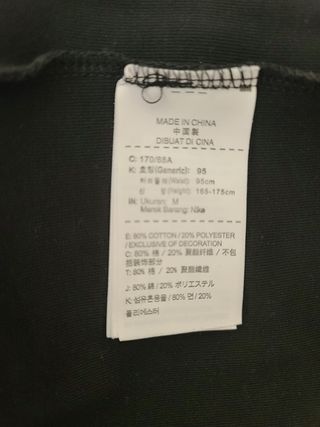 MADE IN CHINA
中国製
DIBUAT DI CINA
C: 170/88A
K: 호칭(Generic): 95
허리둘레(Waist): 95cm
신 장(Height): 165-175cm
IN: Ukuran: M
Merek Barang: Nike
E: 80% COTTON / 20% POLYESTER
/ EXCLUSIVE OF DECORATION
C: 80% 棉 / 20% 聚酯纤维 / 不包
括装饰部分
T: 80% 棉 / 20% 聚酯纖維
J: 80% 綿 / 20% ポリエステル
K: 섬유혼용율 / 80% 면 / 20%
폴리에스터